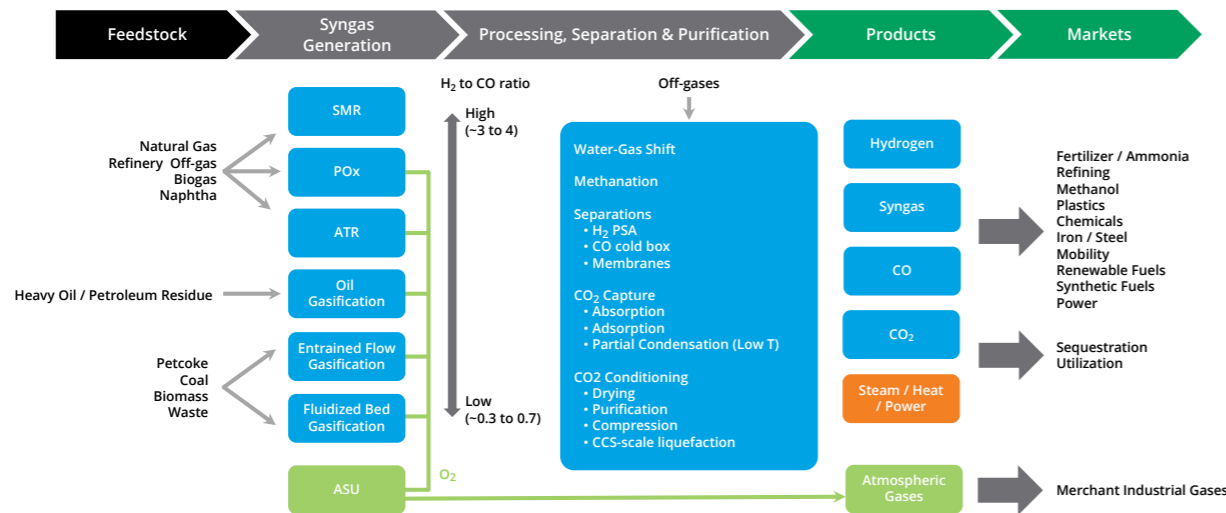 Feedstock
Syngas
Generation
Processing, Separation & Purification
Products
Markets
Natural Gas
Refinery Off-gas
Biogas
Naphtha
Heavy Oil / Petroleum Residue
Petcoke
Coal
Biomass
Waste
SMR
POx
ATR
Oil
Gasification
Entrained Flow
Gasification
Fluidized Bed
Gasification
ASU
O₂
H₂ to CO ratio
High
(~3 to 4)
Low
(~0.3 to 0.7)
Off-gases
Water-Gas Shift
Methanation
Separations
• H₂ PSA
• CO cold box
• Membranes
CO₂ Capture
• Absorption
• Adsorption
• Partial Condensation (Low T)
CO2 Conditioning
• Drying
• Purification
• Compression
• CCS-scale liquefaction
Hydrogen
Syngas
CO
CO₂
Steam / Heat
/ Power
Atmospheric
Gases
Fertilizer / Ammonia
Refining
Methanol
Plastics
Chemicals
Iron / Steel
Mobility
Renewable Fuels
Synthetic Fuels
Power
Sequestration
Utilization
Merchant Industrial Gases